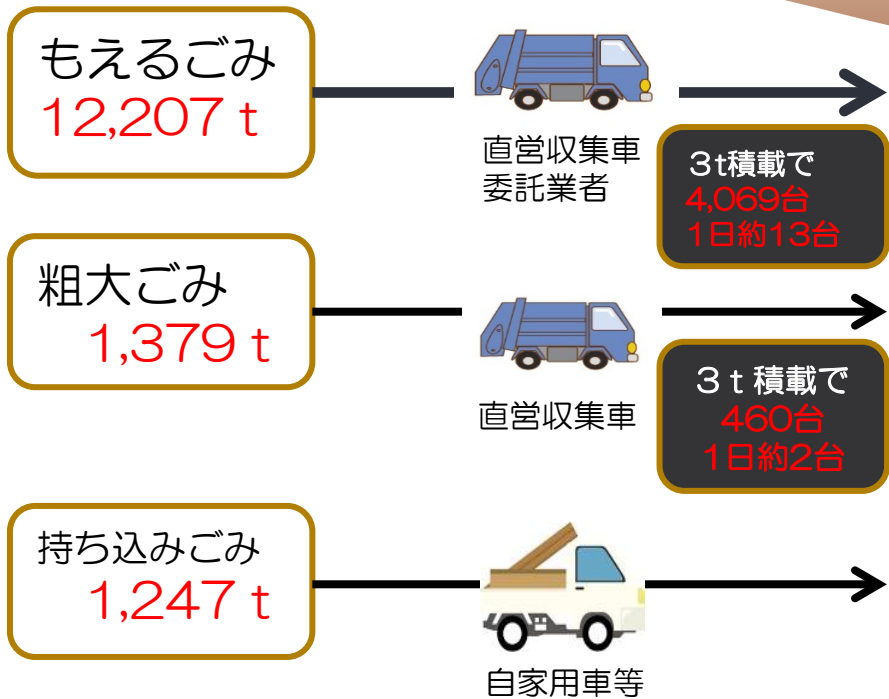 もえるごみ
12,207 t
直営収集車
委託業者
3t積載で
4,069台
1日約13台
粗大ごみ
1,379 t
直営収集車
3 t 積載で
460台
1日約2台
持ち込みごみ
1,247 t
自家用車等